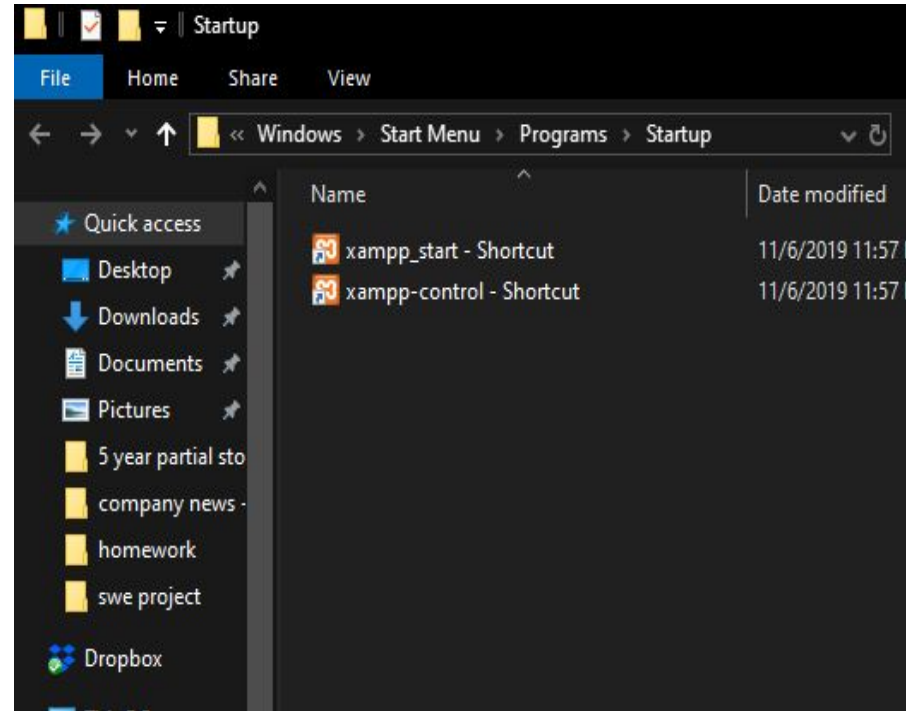 Startup
File Home Share View
« Windows > Start Menu > Programs > Startup
Name Date modified
Quick access
xampp_start - Shortcut 11/6/2019 11:57
Desktop
xampp-control - Shortcut 11/6/2019 11:57
Downloads
Documents
Pictures
5 year partial sto
company news -
homework
swe project
Dropbox